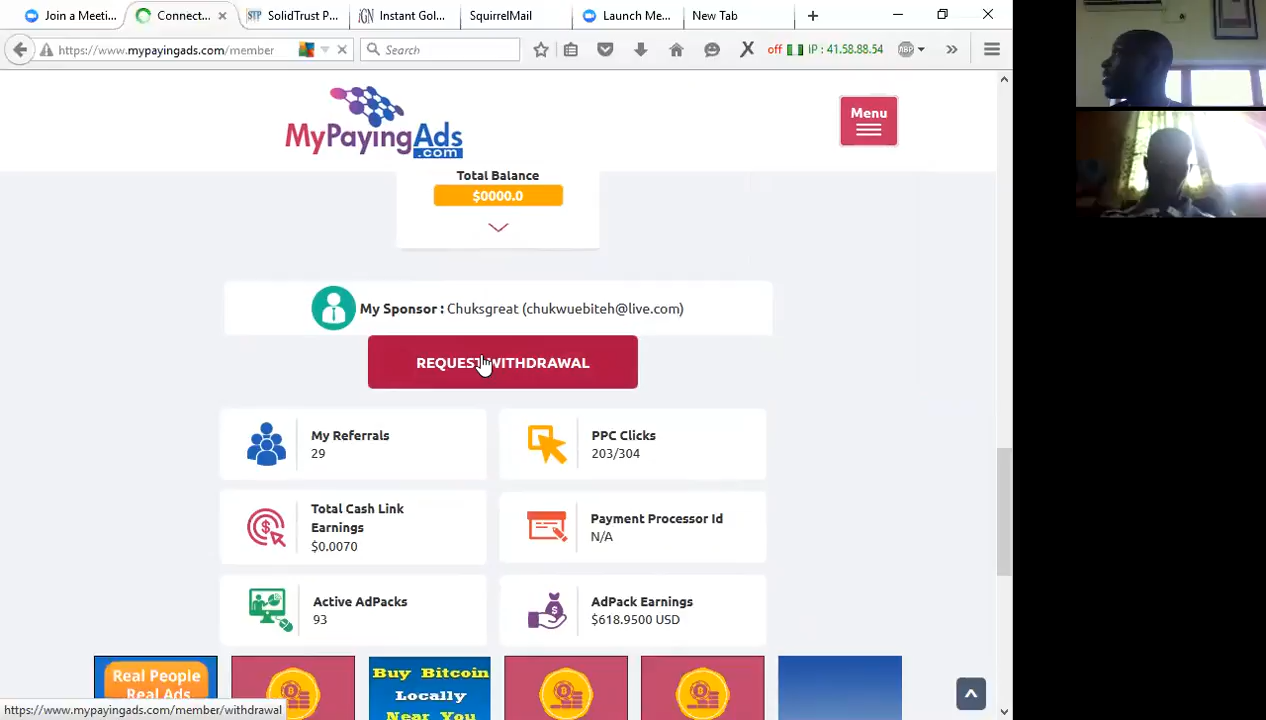 Join a Meeti...
Connect...
SolidTrust P...
Instant Gol...
SquirrelMail
Launch Me...
New Tab
https://www.mypayingads.com/member
Search
off
IP : 41.58.88.54
ABP
MyPayingAds
.com
Menu
Total Balance
$0000.0
My Sponsor : Chuksgreat (chukwuebiteh@live.com)
REQUEST WITHDRAWAL
My Referrals
29
PPC Clicks
203/304
Total Cash Link
Earnings
$0.0070
Payment Processor Id
N/A
Active AdPacks
93
AdPack Earnings
$618.9500 USD
Real People
Real Ads
Buy Bitcoin
Locally
Near You
https://www.mypayingads.com/member/withdrawal